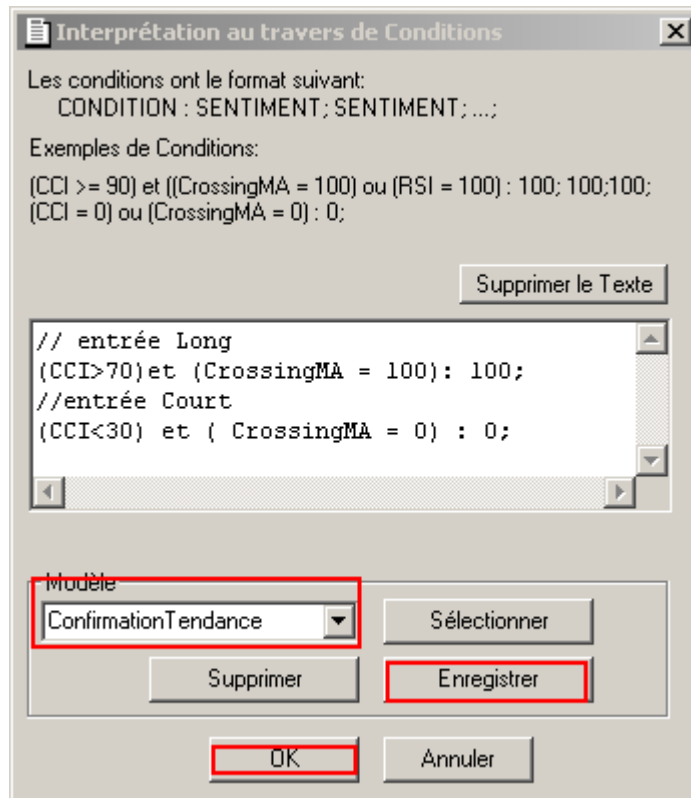 Interprétation au travers de Conditions
Les conditions ont le format suivant:
CONDITION : SENTIMENT; SENTIMENT; ...;
Exemples de Conditions:
(CCI >= 90) et ((CrossingMA = 100) ou (RSI = 100) : 100; 100;100;
(CCI = 0) ou (CrossingMA = 0) : 0;
Supprimer le Texte
// entrée Long
(CCI>70)et (CrossingMA = 100): 100;
//entrée Court
(CCI<30) et ( CrossingMA = 0) : 0;
Modèle
ConfirmationTendance
Sélectionner
Supprimer
Enregistrer
OK
Annuler